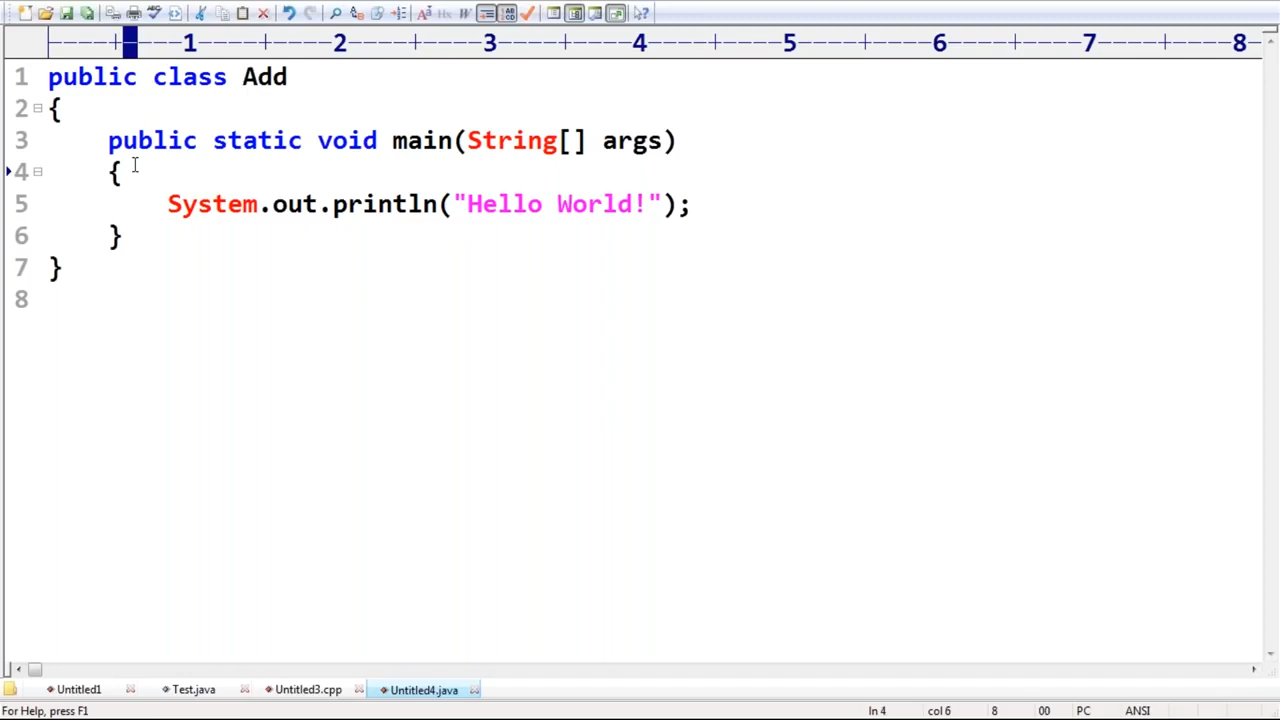 1 2 3 4 5 6 7 8
1 public class Add
2 {
3 public static void main(String[] args)
4 {
5 System.out.println("Hello World!");
6 }
7 }
8
Untitled1 Test.java Untitled3.cpp Untitled4.java
For Help, press F1 ln 4 col 6 8 00 PC ANSI